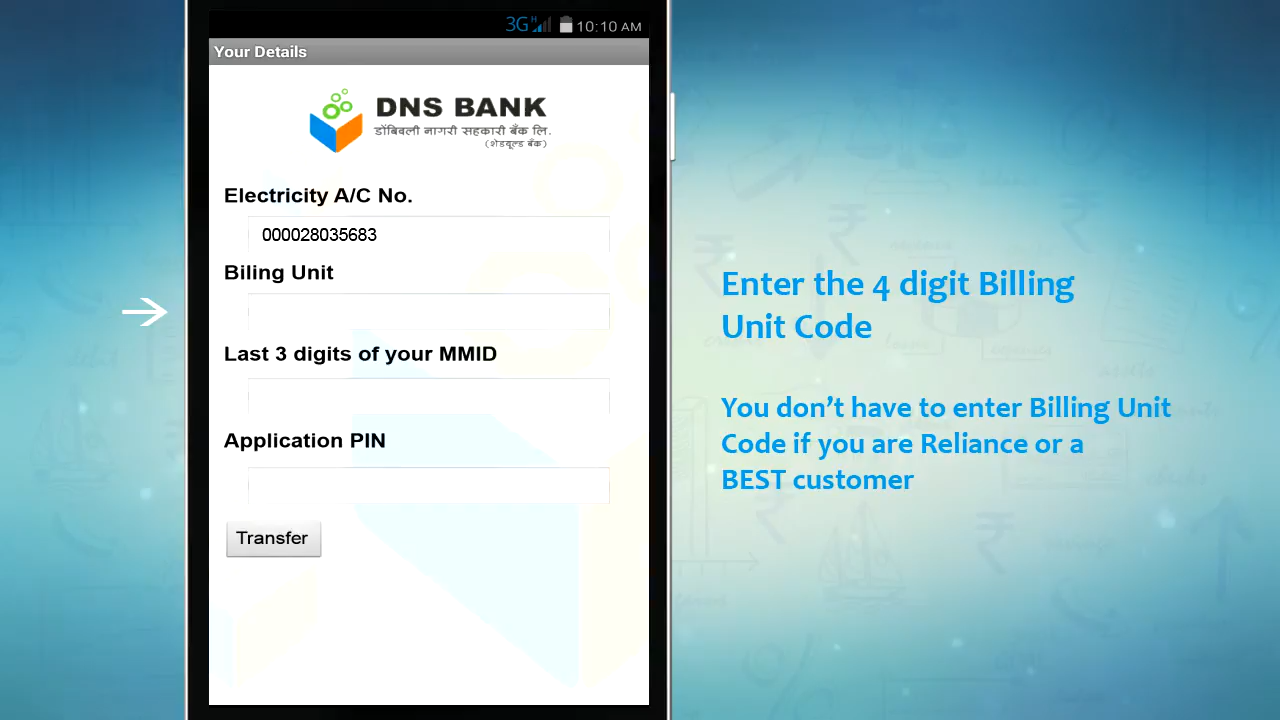 3G H 10:10 AM
Your Details
DNS BANK
डोंबिवली नागरी सहकारी बँक लि.
(शेडयूल्ड बँक)
Electricity A/C No.
000028035683
Biling Unit
Last 3 digits of your MMID
Application PIN
Transfer
Enter the 4 digit Billing
Unit Code
You don't have to enter Billing Unit
Code if you are Reliance or a
BEST customer